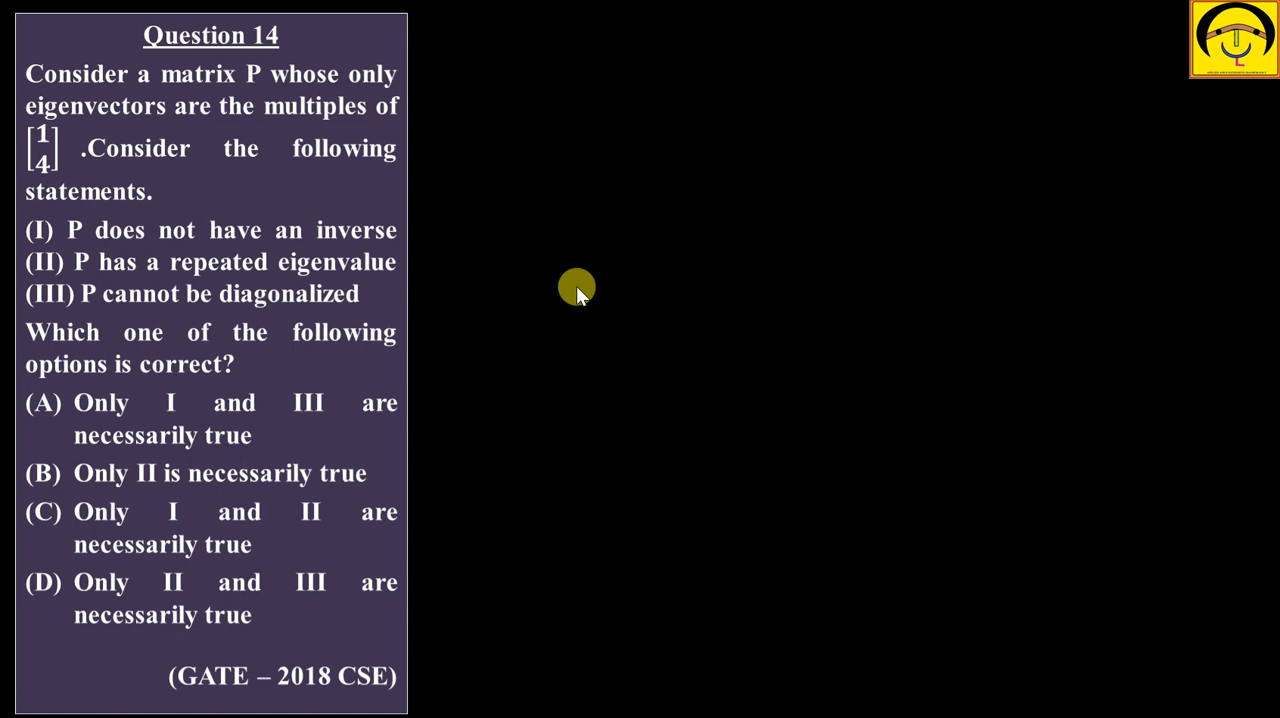 Question 14
Consider a matrix P whose only
eigenvectors are the multiples of
[1
4] .Consider the following
statements.
(I) P does not have an inverse
(II) P has a repeated eigenvalue
(III) P cannot be diagonalized
Which one of the following
options is correct?
(A) Only I and III are
necessarily true
(B) Only II is necessarily true
(C) Only I and II are
necessarily true
(D) Only II and III are
necessarily true
(GATE – 2018 CSE)